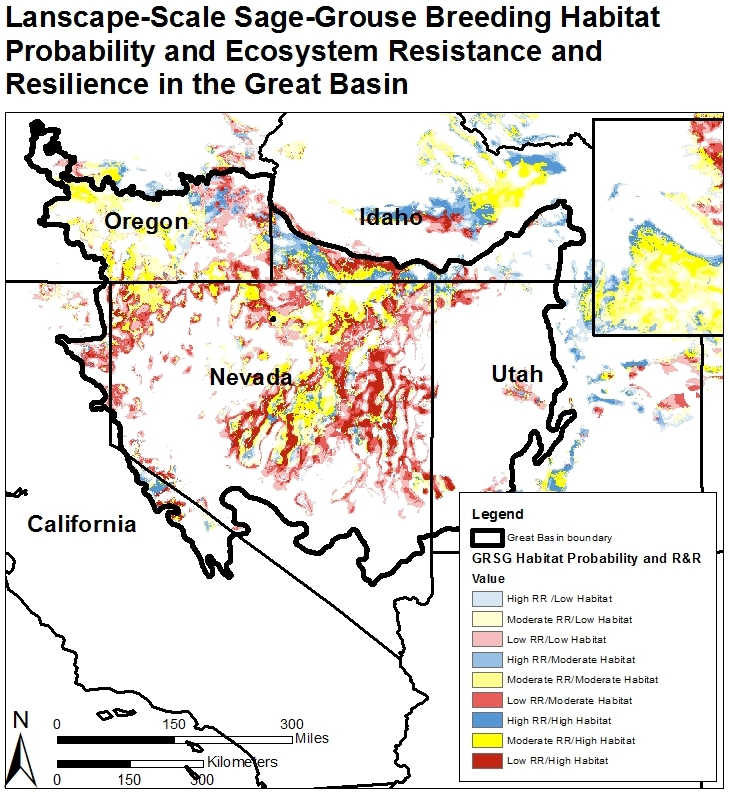 Lanscape-Scale Sage-Grouse Breeding Habitat
Probability and Ecosystem Resistance and
Resilience in the Great Basin
Oregon
Idaho
Nevada
Utah
California
Legend
Great Basin boundary
GRSG Habitat Probability and R&R
Value
High RR /Low Habitat
Moderate RR/Low Habitat
Low RR/Low Habitat
High RR/Moderate Habitat
Moderate RR/Moderate Habitat
Low RR/Moderate Habitat
High RR/High Habitat
Moderate RR/High Habitat
Low RR/High Habitat
N
0 150 300
Miles
Kilometers
0 150 300